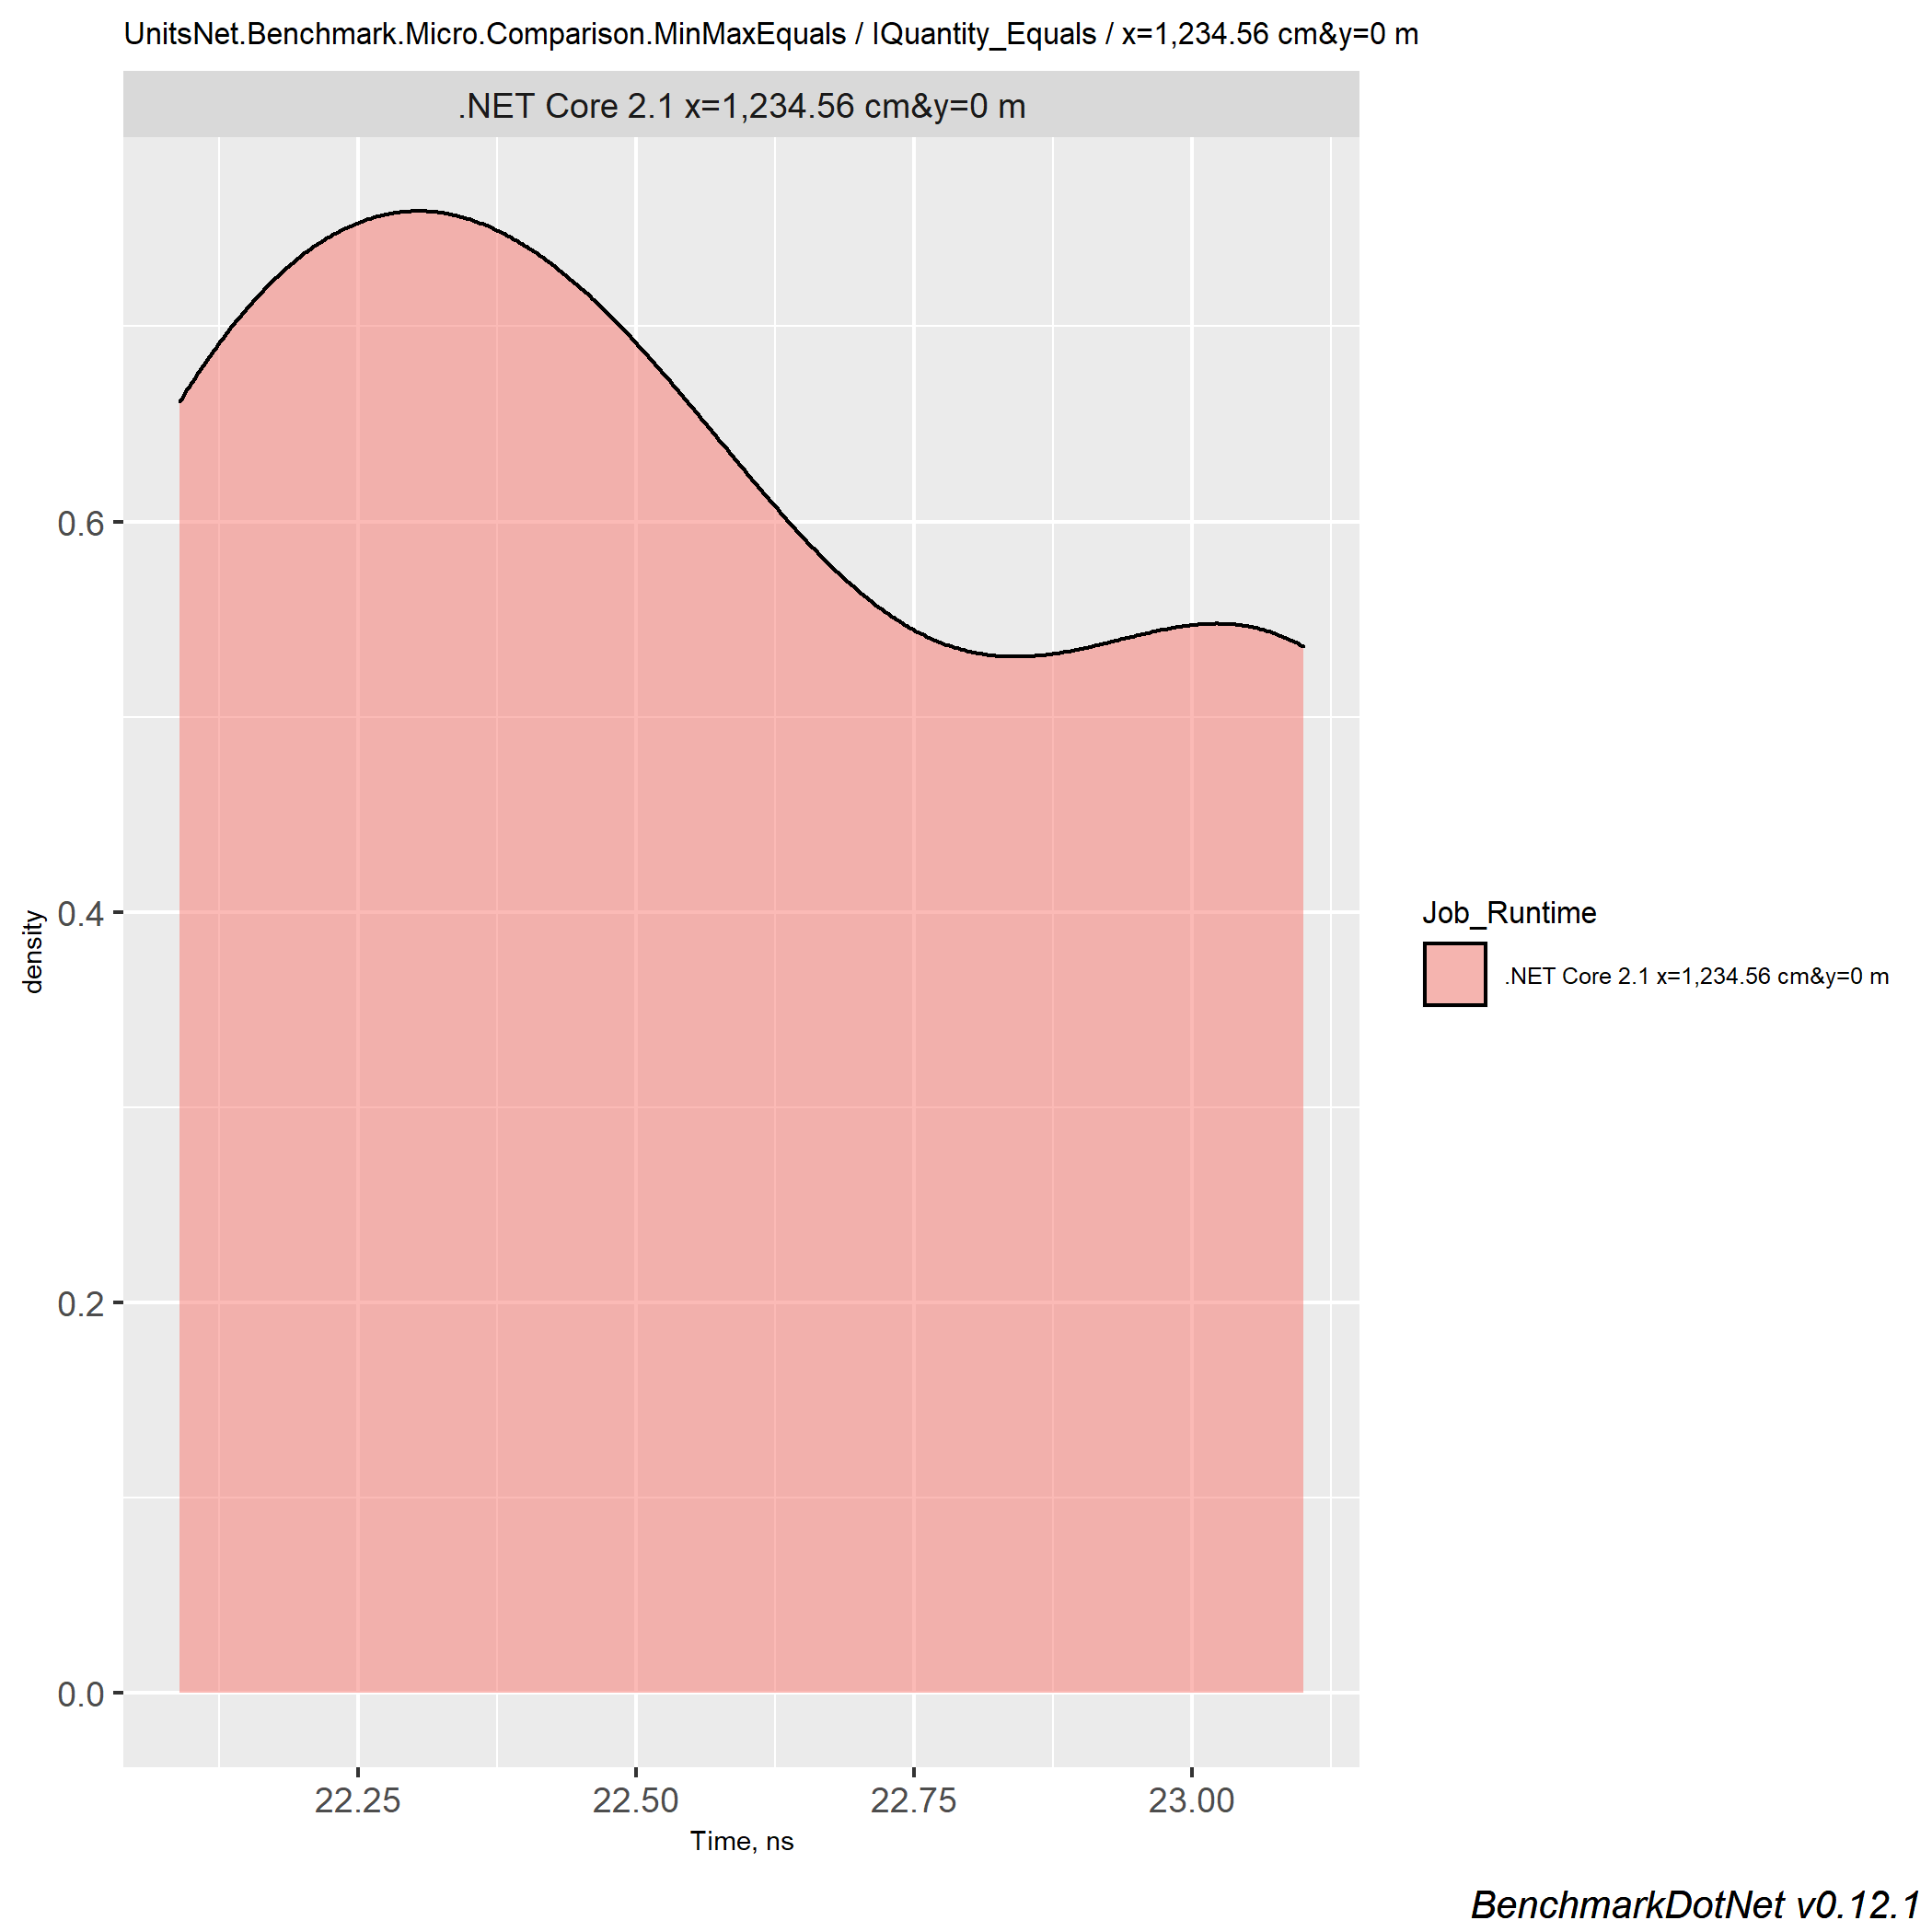 UnitsNet.Benchmark.Micro.Comparison.MinMaxEquals / IQuantity_Equals / x=1,234.56 cm&y=0 m
.NET Core 2.1 x=1,234.56 cm&y=0 m
0.6
0.4
0.2
0.0
density
22.25 22.50 22.75 23.00
Time, ns
Job_Runtime
.NET Core 2.1 x=1,234.56 cm&y=0 m
BenchmarkDotNet v0.12.1